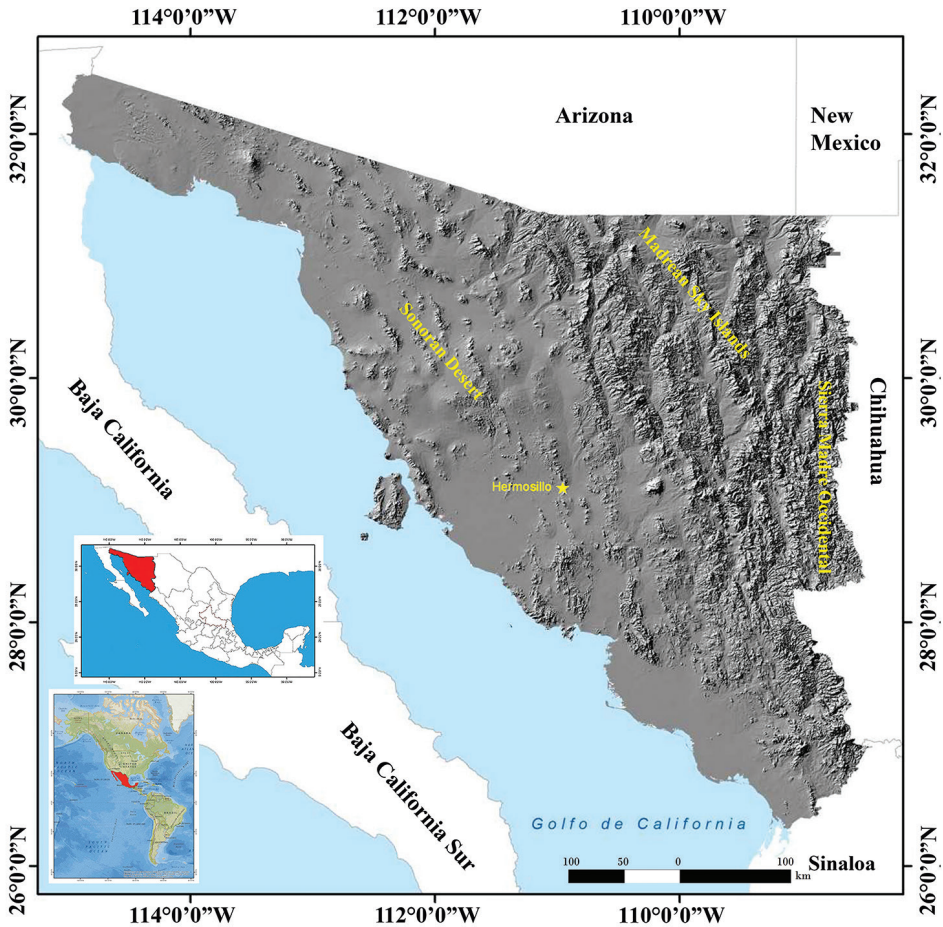 114°0'0"W 112°0'0"W 110°0'0"W
32°0'0"N
32°0'0"N
Arizona
New
Mexico
Madrean Sky Islands
Sonoran Desert
30°0'0"N
30°0'0"N
Baja California
Sierra Madre Occidental
Chihuahua
Hermosillo
28°0'0"N
28°0'0"N
Baja California Sur
Golfo de California
Sinaloa
100 50 0 100
km
26°0'0"N
26°0'0"N
114°0'0"W 112°0'0"W 110°0'0"W